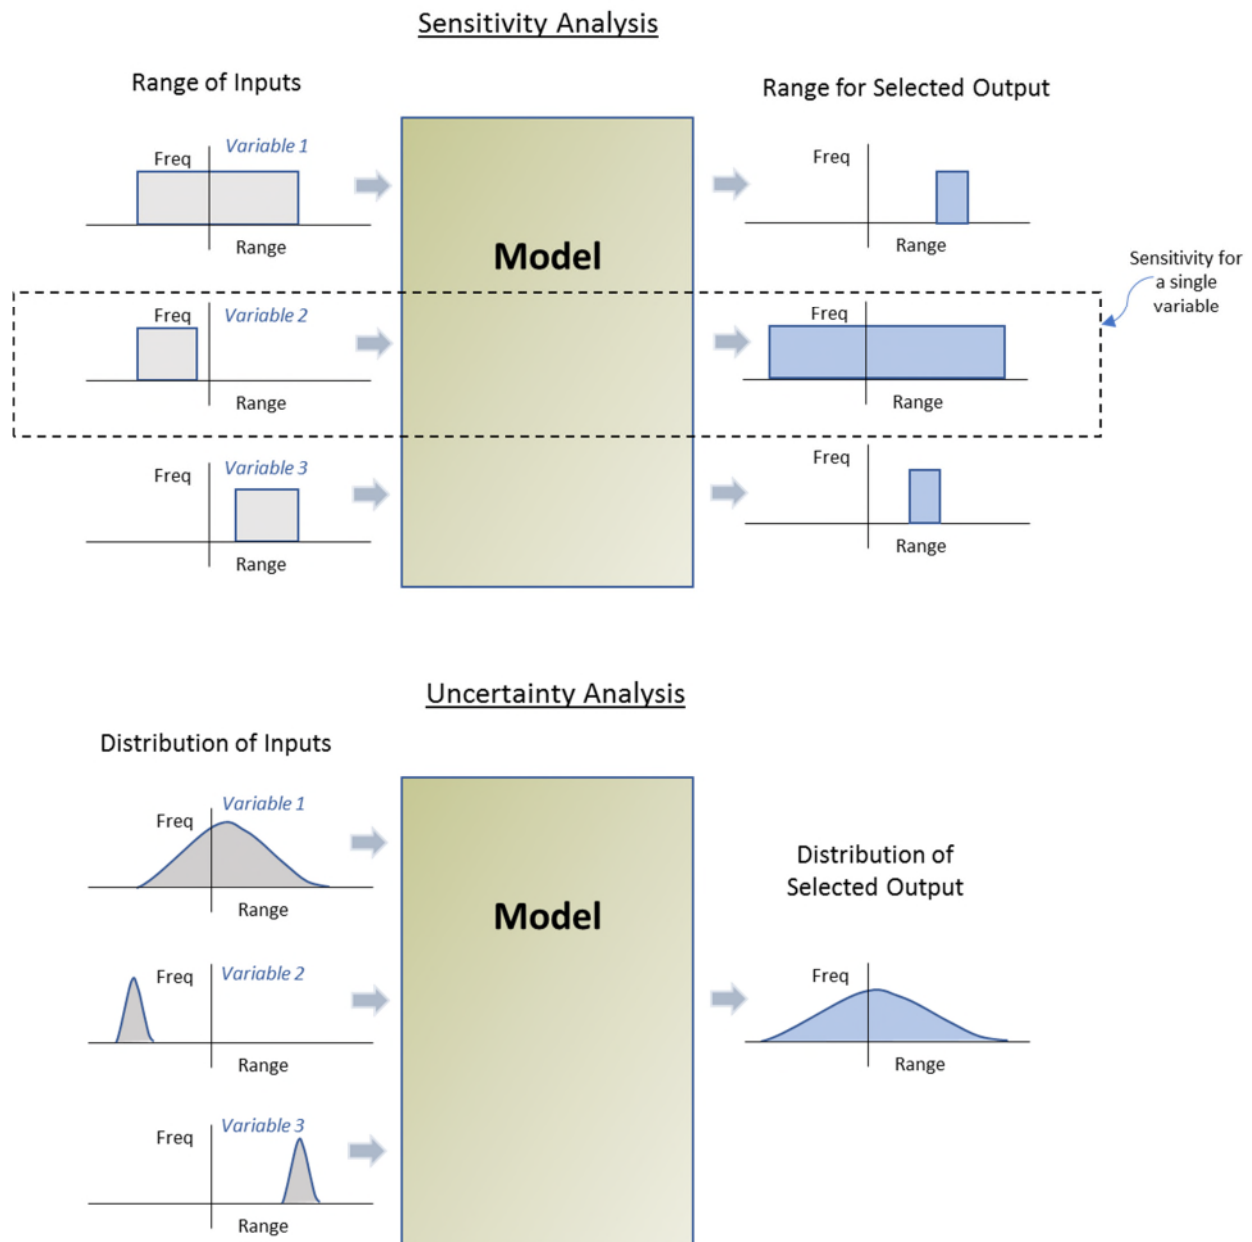 Sensitivity Analysis
Range of Inputs
Range for Selected Output
Variable 1
Freq
Range
Freq
Range
Model
Sensitivity for
a single
variable
Variable 2
Freq
Range
Freq
Range
Variable 3
Freq
Range
Freq
Range
Uncertainty Analysis
Distribution of Inputs
Variable 1
Freq
Range
Model
Distribution of
Selected Output
Variable 2
Freq
Range
Freq
Range
Variable 3
Freq
Range